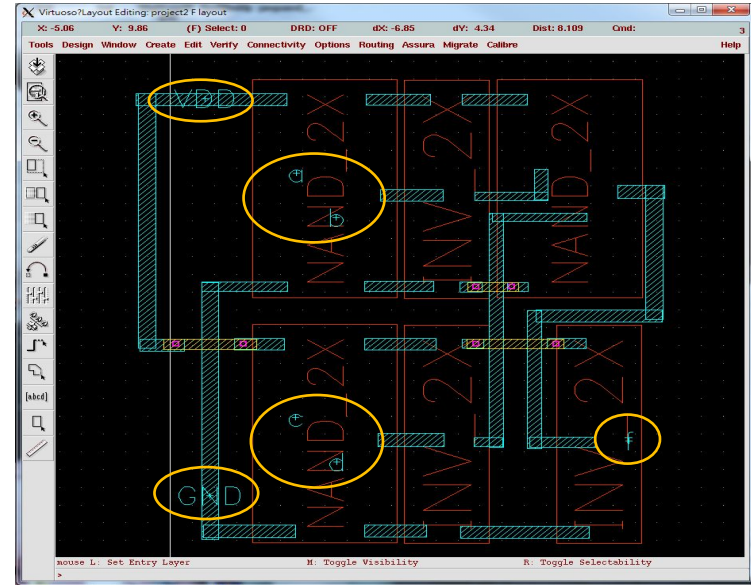 Virtuoso?Layout Editing: project2 F layout
X: -5.06 Y: 9.86 (F) Select: 0 DRD: OFF dX: -6.85 dY: 4.34 Dist: 8.109 Cmd: 3
Tools Design Window Create Edit Verify Connectivity Options Routing Assura Migrate Calibre Help
VDD
NAND_2X
INV_2X
NAND_2X
a
b
[abcd]
NAND_2X
INV_2X
INV_2X
c
d
f
GND
mouse L: Set Entry Layer M: Toggle Visibility R: Toggle Selectability
>